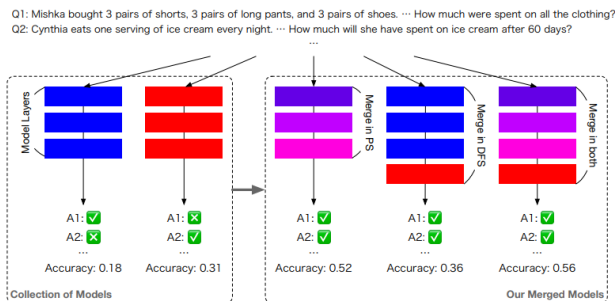 Q1: Mishka bought 3 pairs of shorts, 3 pairs of long pants, and 3 pairs of shoes. ··· How much were spent on all the clothing?
Q2: Cynthia eats one serving of ice cream every night. ··· How much will she have spent on ice cream after 60 days?
...
Model Layers
Merge in PS
Merge in DFS
Merge in both
A1: ✅
A1: ❎
A1: ✅
A1: ✅
A1: ✅
A2: ❎
A2: ✅
A2: ✅
A2: ✅
A2: ✅
...
...
...
...
...
Accuracy: 0.18
Accuracy: 0.31
Accuracy: 0.52
Accuracy: 0.36
Accuracy: 0.56
Collection of Models
Our Merged Models